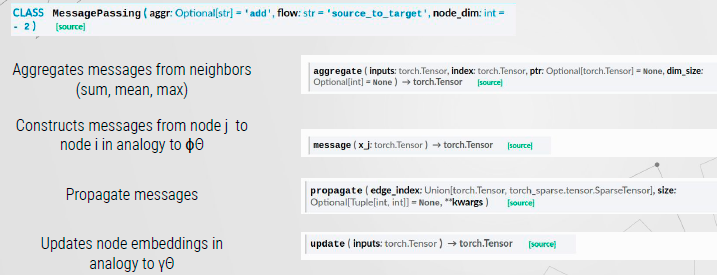 CLASS MessagePassing ( aggr: Optional[str] = 'add', flow: str = 'source_to_target', node_dim: int =
- 2 ) [source]
Aggregates messages from neighbors
(sum, mean, max)
aggregate ( inputs: torch.Tensor, index: torch.Tensor, ptr: Optional[torch.Tensor] = None, dim_size:
Optional[int] = None ) → torch.Tensor [source]
Constructs messages from node j to
node i in analogy to ϕΘ
message ( x_j: torch.Tensor ) → torch.Tensor [source]
Propagate messages
propagate ( edge_index: Union[torch.Tensor, torch_sparse.tensor.SparseTensor], size:
Optional[Tuple[int, int]] = None, **kwargs ) [source]
Updates node embeddings in
analogy to γΘ
update ( inputs: torch.Tensor ) → torch.Tensor [source]